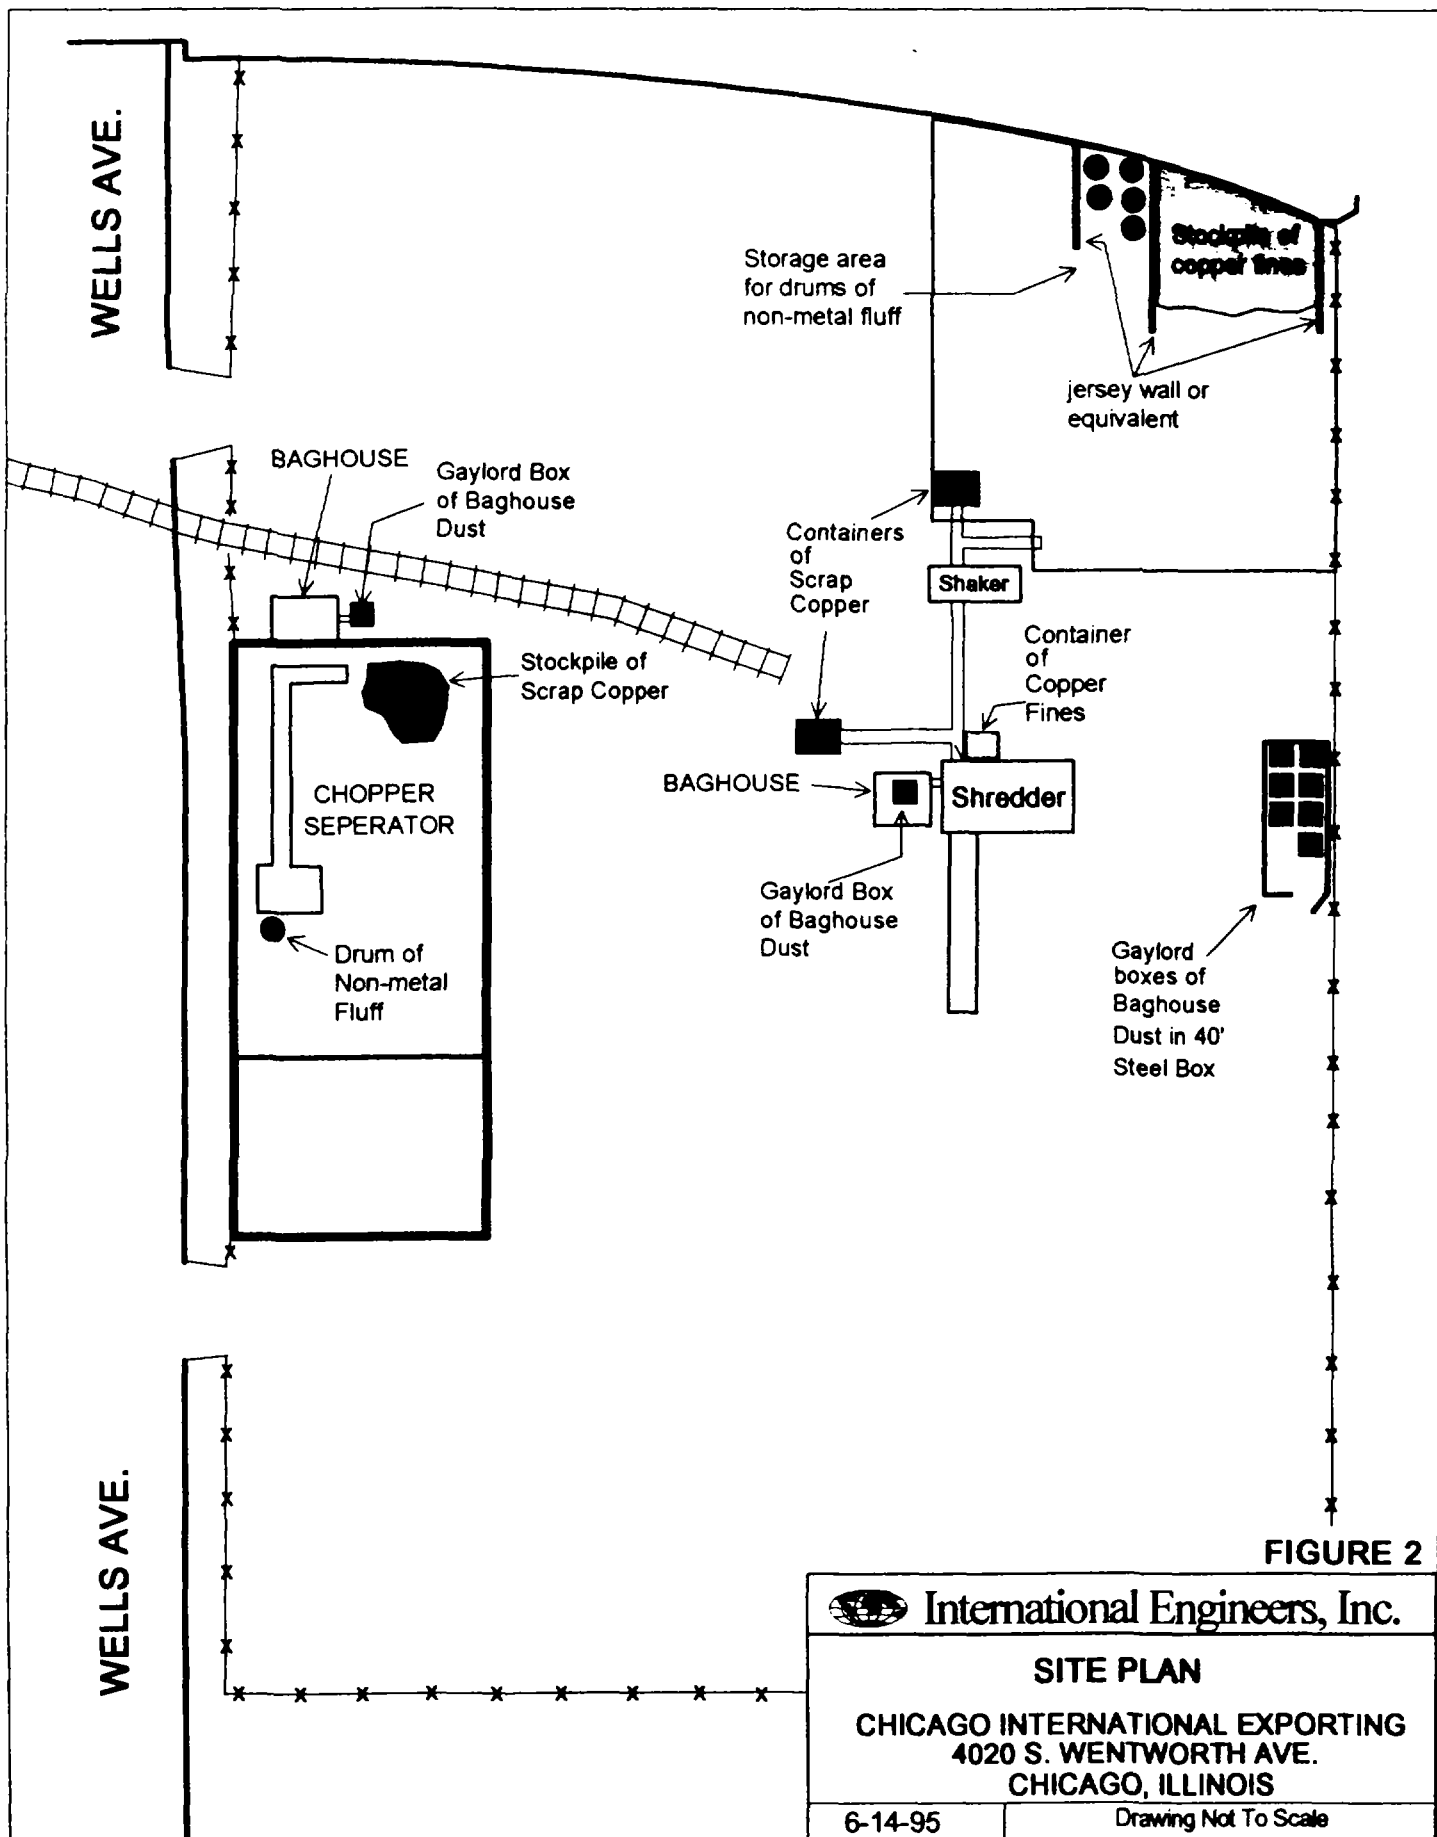 WELLS AVE.
Storage area
for drums of
non-metal fluff
Stockpile of
copper fines
jersey wall or
equivalent
BAGHOUSE
Gaylord Box
of Baghouse
Dust
Containers
of
Scrap
Copper
Shaker
Container
of
Copper
Fines
Stockpile of
Scrap Copper
CHOPPER
SEPERATOR
BAGHOUSE
Shredder
Gaylord Box
of Baghouse
Dust
Drum of
Non-metal
Fluff
Gaylord
boxes of
Baghouse
Dust in 40'
Steel Box
WELLS AVE.
FIGURE 2
International Engineers, Inc.
SITE PLAN
CHICAGO INTERNATIONAL EXPORTING
4020 S. WENTWORTH AVE.
CHICAGO, ILLINOIS
6-14-95
Drawing Not To Scale